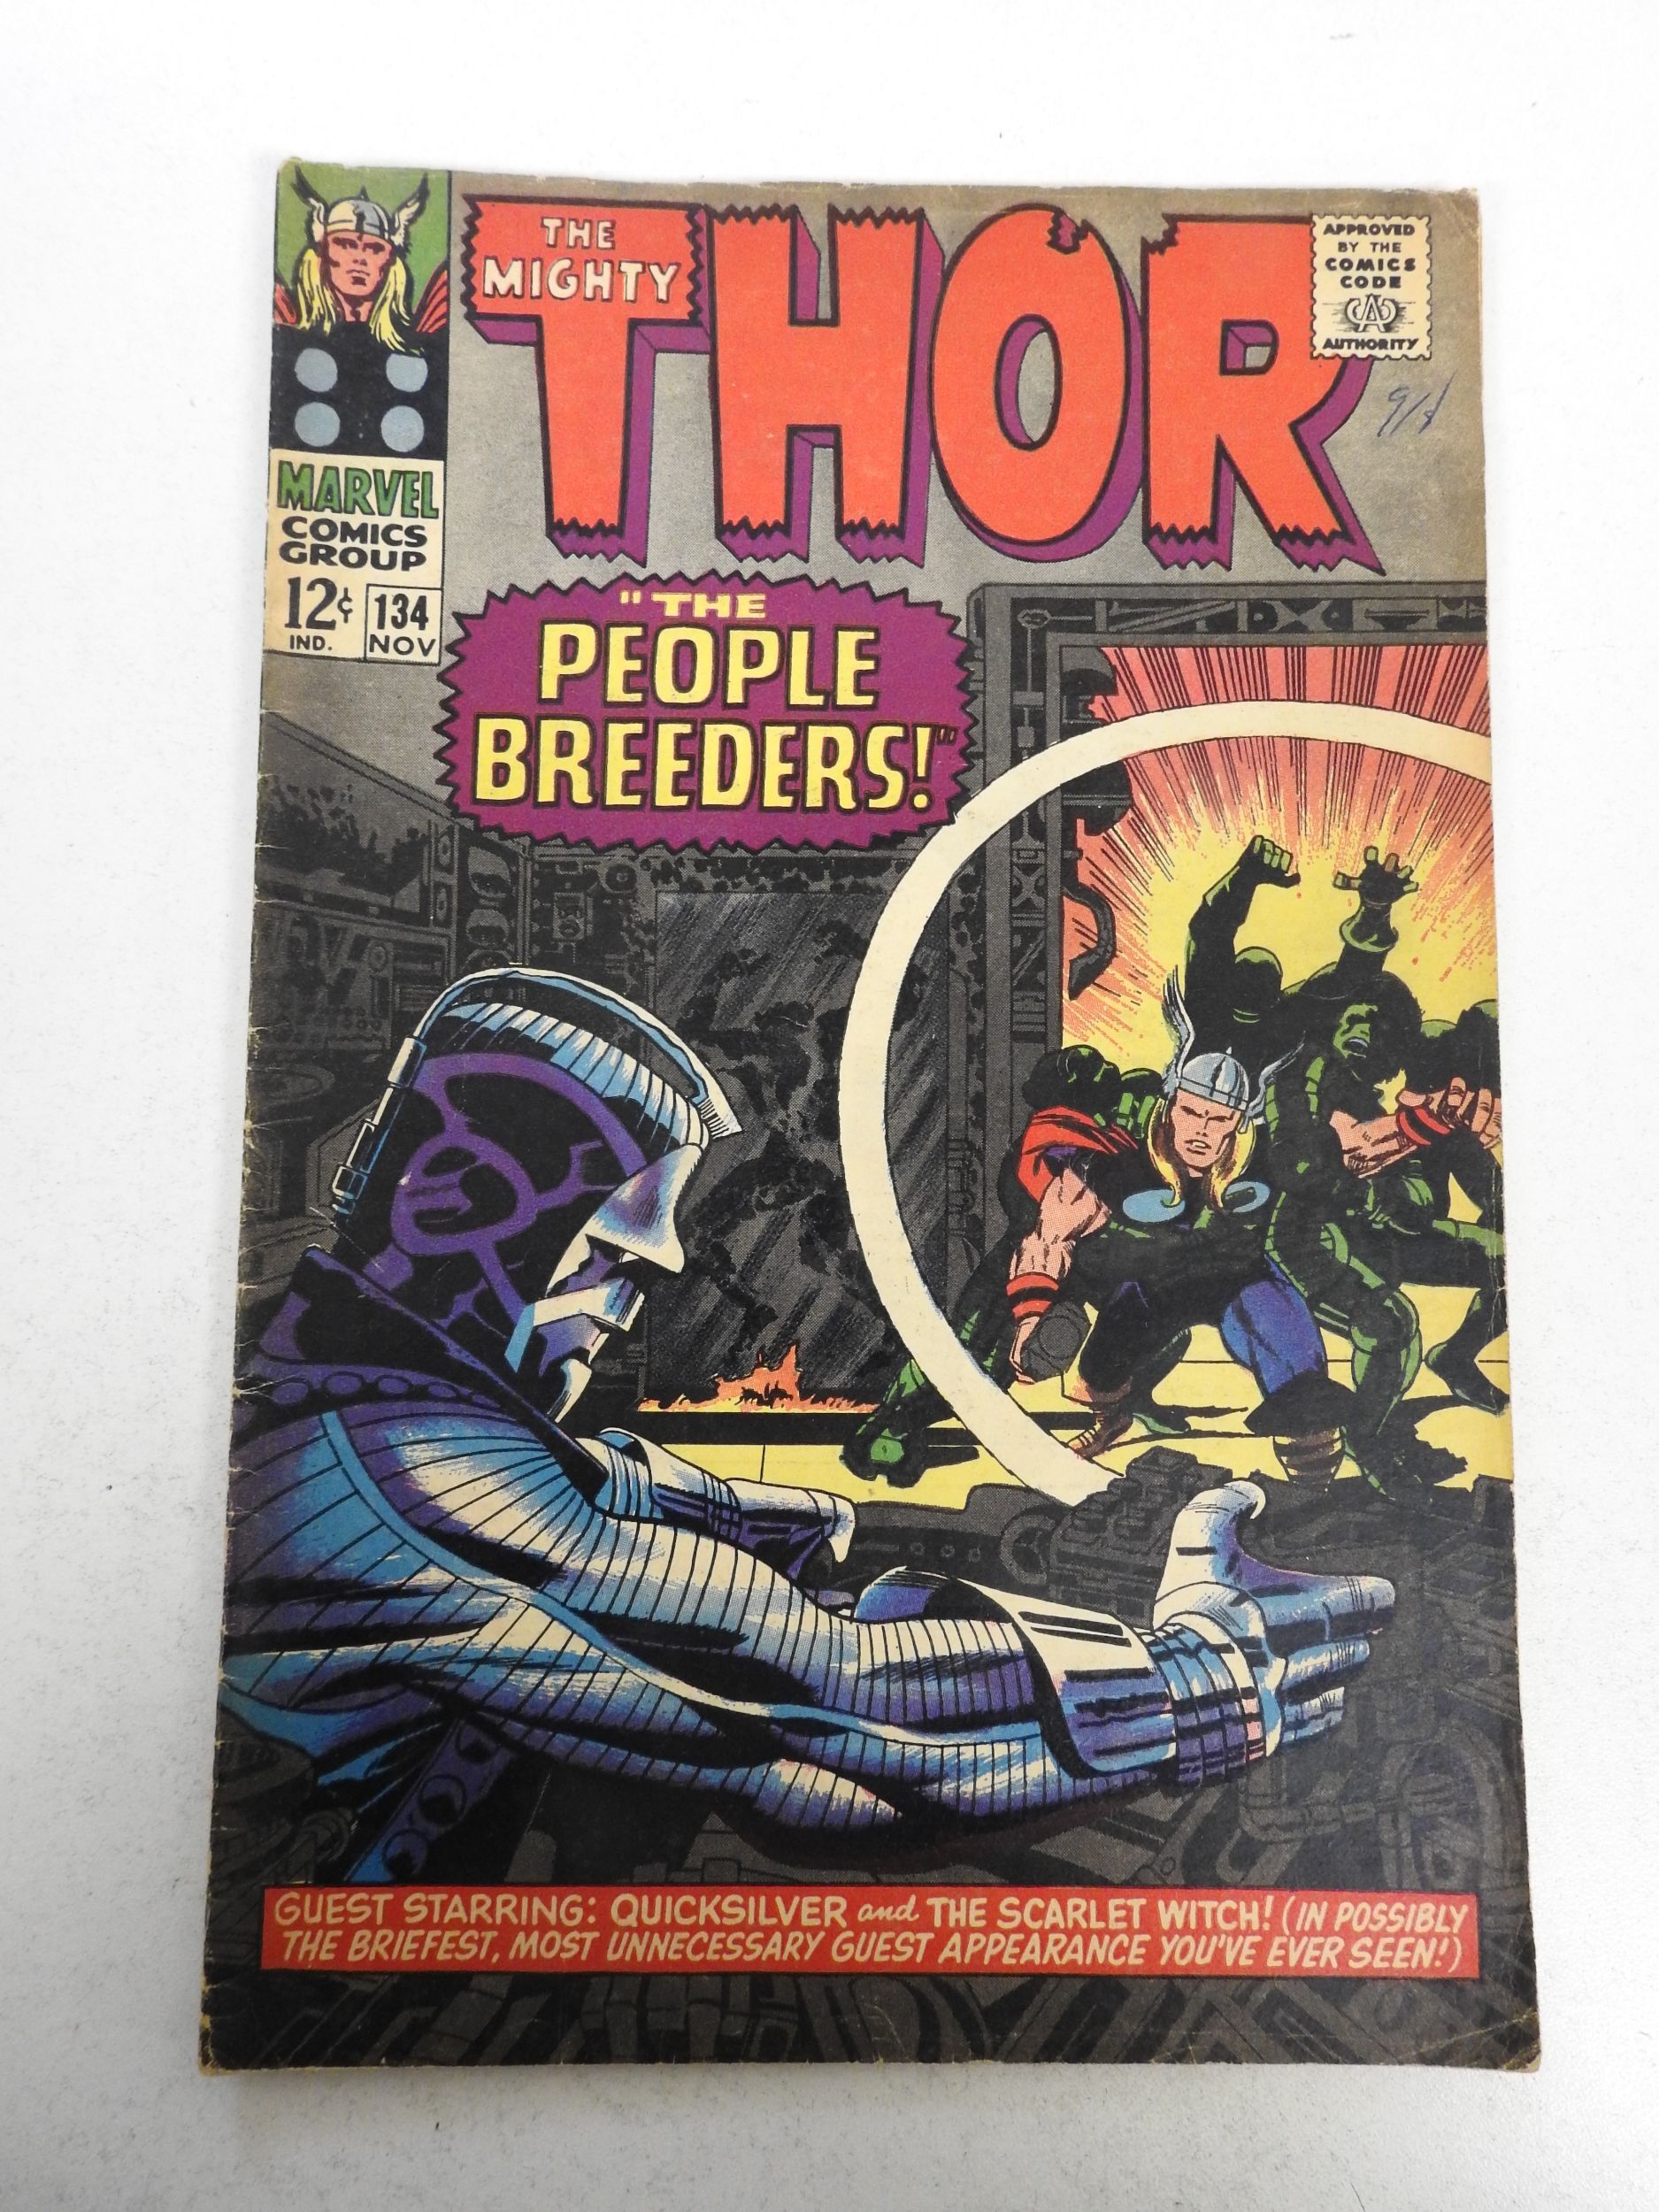 THE
MIGHTY
THOR
APPROVED
BY THE
COMICS
CODE
CA
AUTHORITY
MARVEL
COMICS
GROUP
12¢
IND.
134
NOV
"THE
PEOPLE
BREEDERS!"
GUEST STARRING: QUICKSILVER and THE SCARLET WITCH! (IN POSSIBLY
THE BRIEFEST, MOST UNNECESSARY GUEST APPEARANCE YOU'VE EVER SEEN!)